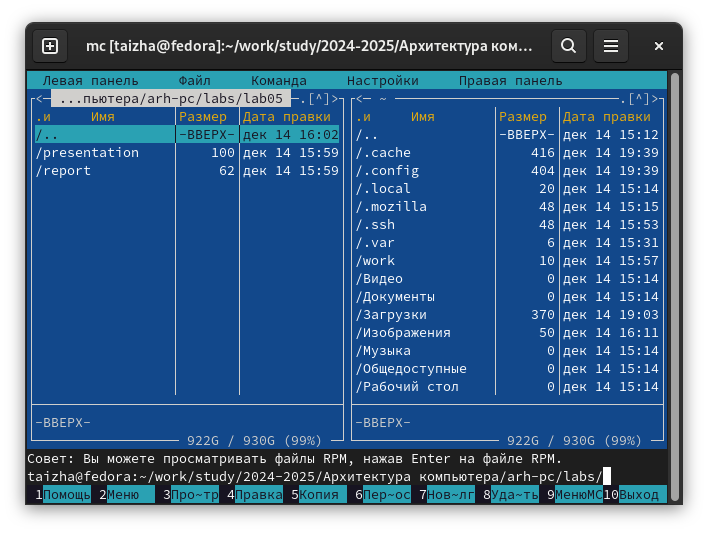 mc [taizha@fedora]:~/work/study/2024-2025/Архитектура ком…
Левая панель Файл Команда Настройки Правая панель
<─ ...пьютера/arh-pc/labs/lab05 ─.[^]>
.и Имя Размер Дата правки
/.. -ВВЕРХ- дек 14 16:02
/presentation 100 дек 14 15:59
/report 62 дек 14 15:59
-ВВЕРХ-
922G / 930G (99%)
<─ ~ ─.[^]>
.и Имя Размер Дата правки
/.. -ВВЕРХ- дек 14 15:12
/.cache 416 дек 14 19:39
/.config 404 дек 14 19:39
/.local 20 дек 14 15:14
/.mozilla 48 дек 14 15:15
/.ssh 48 дек 14 15:53
/.var 6 дек 14 15:31
/work 10 дек 14 15:57
/Видео 0 дек 14 15:14
/Документы 0 дек 14 15:14
/Загрузки 370 дек 14 19:03
/Изображения 50 дек 14 16:11
/Музыка 0 дек 14 15:14
/Общедоступные 0 дек 14 15:14
/Рабочий стол 0 дек 14 15:14
-ВВЕРХ-
922G / 930G (99%)
Совет: Вы можете просматривать файлы RPM, нажав Enter на файле RPM.
taizha@fedora:~/work/study/2024-2025/Архитектура компьютера/arh-pc/labs/
1Помощь 2Меню 3Про~тр 4Правка 5Копия 6Пер~ос 7Нов~лг 8Уда~ть 9МенюМС 10Выход